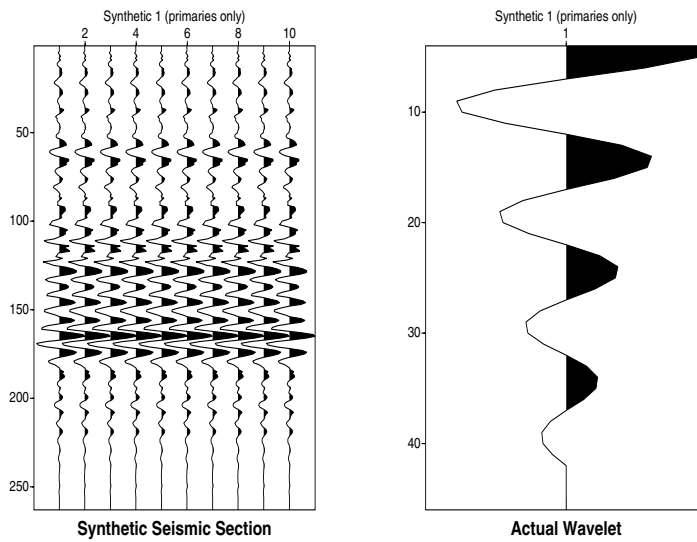 Synthetic 1 (primaries only)
2 4 6 8 10
50
100
150
200
250
Synthetic Seismic Section
Synthetic 1 (primaries only)
1
10
20
30
40
Actual Wavelet